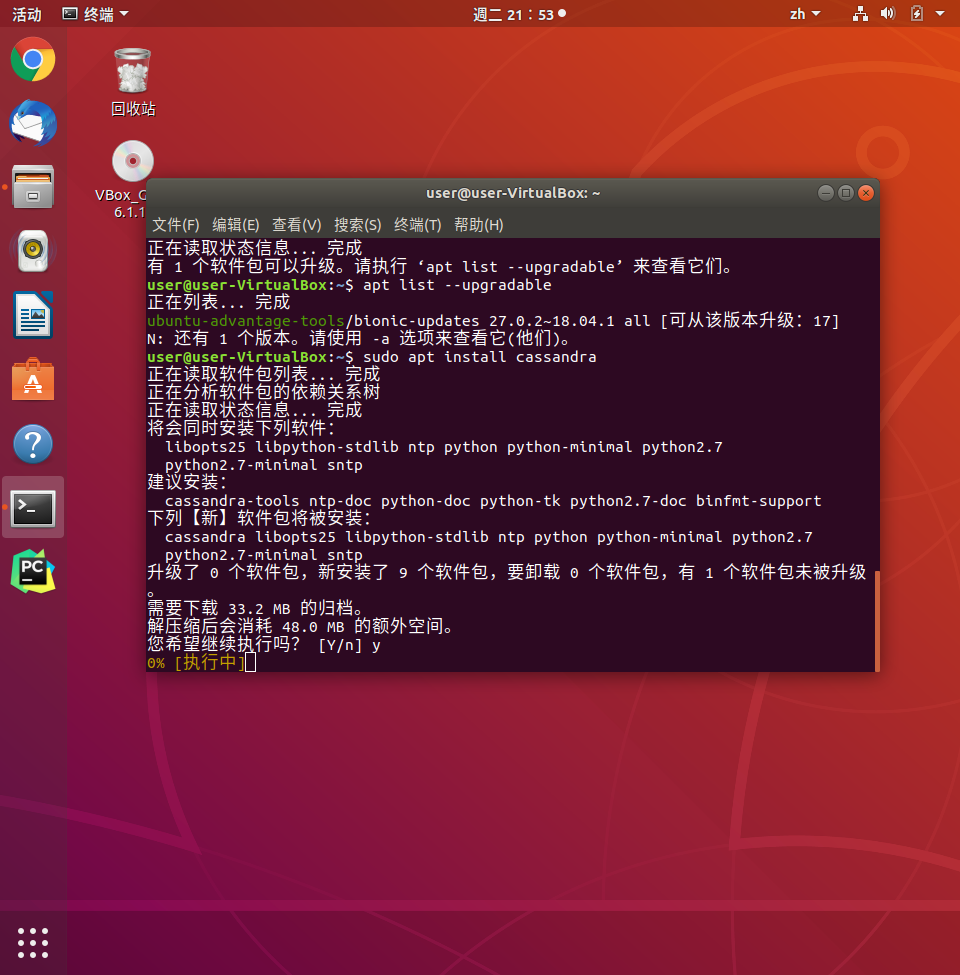 活动
终端
週二 21：53
zh
回收站
VBox_G
6.1.1
user@user-VirtualBox: ~
文件(F) 编辑(E) 查看(V) 搜索(S) 终端(T) 帮助(H)
正在读取状态信息... 完成
有 1 个软件包可以升级。请执行 ‘apt list --upgradable’ 来查看它们。
user@user-VirtualBox:~$ apt list --upgradable
正在列表... 完成
ubuntu-advantage-tools/bionic-updates 27.0.2~18.04.1 all [可从该版本升级：17]
N: 还有 1 个版本。请使用 -a 选项来查看它(他们)。
user@user-VirtualBox:~$ sudo apt install cassandra
正在读取软件包列表... 完成
正在分析软件包的依赖关系树
正在读取状态信息... 完成
将会同时安装下列软件：
libopts25 libpython-stdlib ntp python python-minimal python2.7
python2.7-minimal sntp
建议安装：
cassandra-tools ntp-doc python-doc python-tk python2.7-doc binfmt-support
下列【新】软件包将被安装：
cassandra libopts25 libpython-stdlib ntp python python-minimal python2.7
python2.7-minimal sntp
升级了 0 个软件包，新安装了 9 个软件包，要卸载 0 个软件包，有 1 个软件包未被升级
。
需要下载 33.2 MB 的归档。
解压缩后会消耗 48.0 MB 的额外空间。
您希望继续执行吗？ [Y/n] y
0% [执行中]
PC